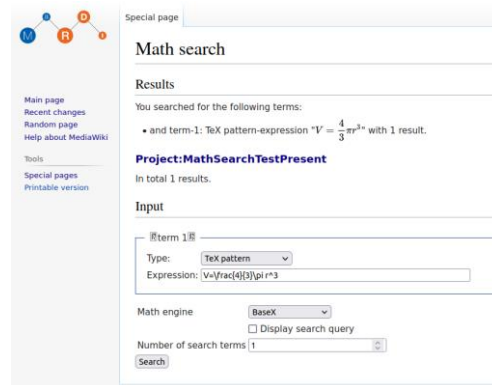 M R D I
Special page
Math search
Results
You searched for the following terms:
• and term-1: TeX pattern-expression "V = 4/3 πr³" with 1 result.
Project:MathSearchTestPresent
In total 1 results.
Input
term 1
Type: TeX pattern
Expression: V=\frac{4}{3}\pi r^3
Math engine BaseX
Display search query
Number of search terms 1
Search
Main page
Recent changes
Random page
Help about MediaWiki
Tools
Special pages
Printable version